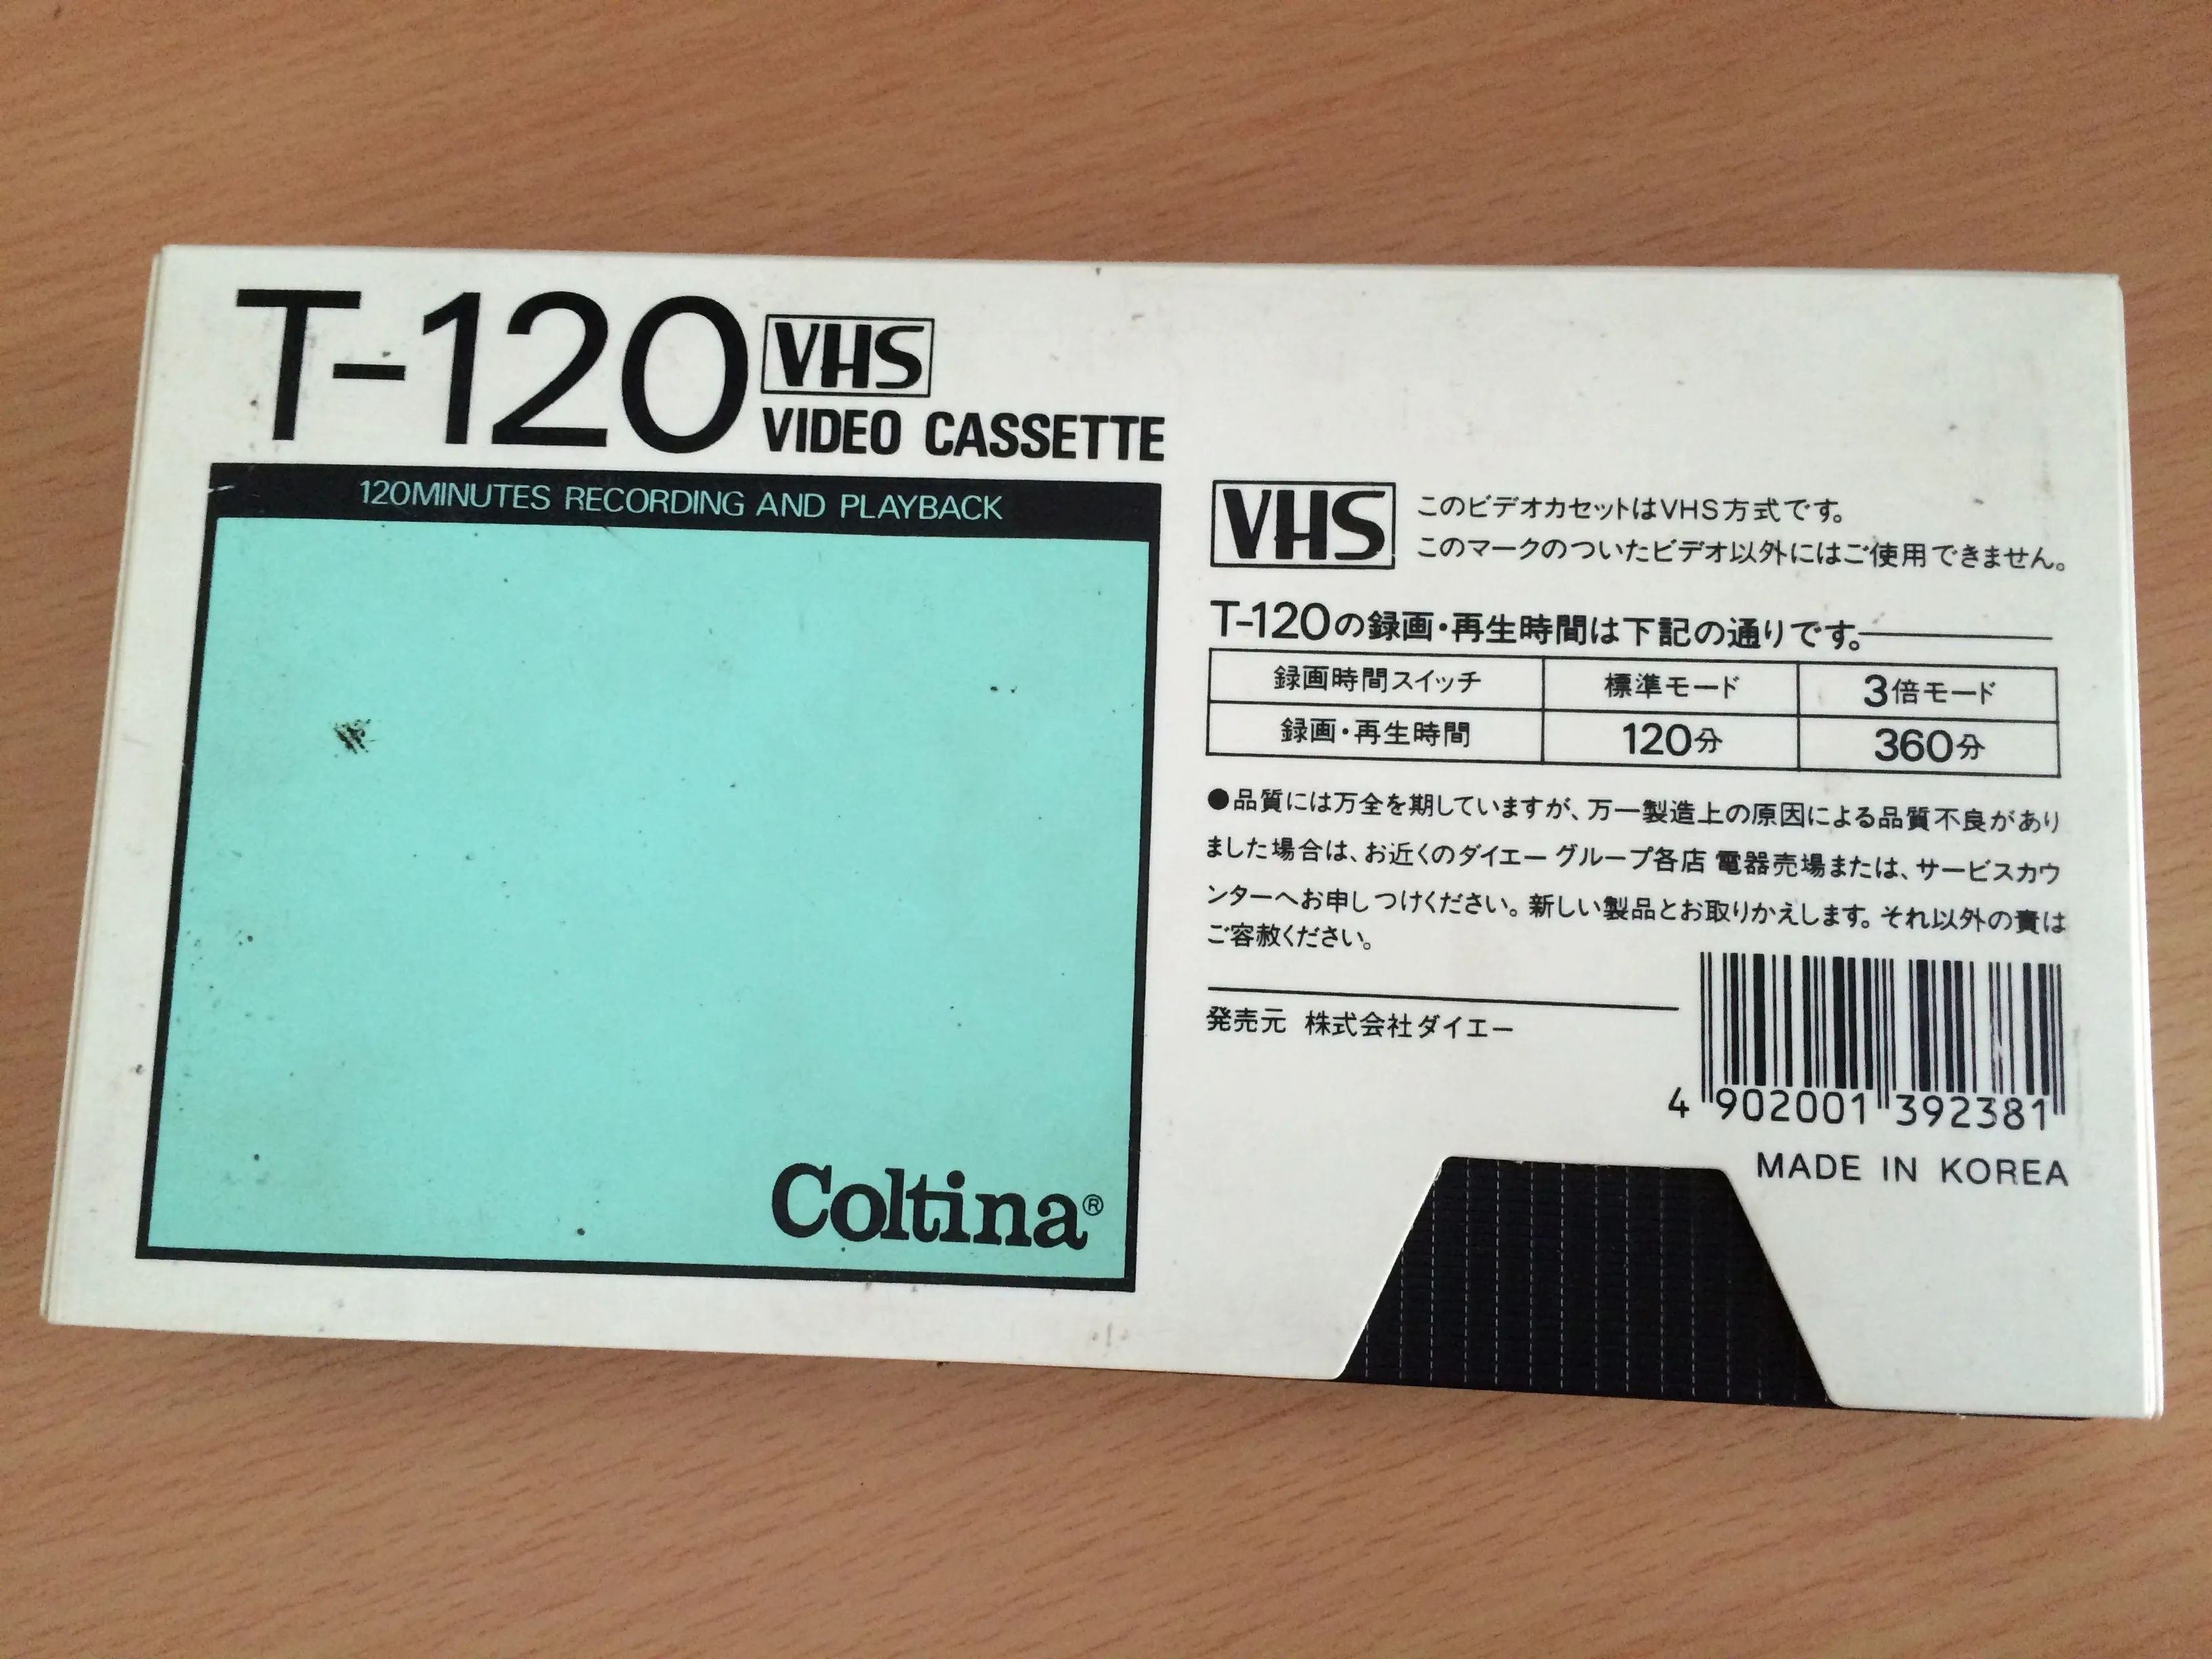 T-120 VHS
VIDEO CASSETTE
120MINUTES RECORDING AND PLAYBACK
Coltina®
VHS このビデオカセットはVHS方式です。
このマークのついたビデオ以外にはご使用できません。
T-120の録画・再生時間は下記の通りです。
録画時間スイッチ 標準モード 3倍モード
録画・再生時間 120分 360分
●品質には万全を期していますが、万一製造上の原因による品質不良があり
ました場合は、お近くのダイエーグループ各店 電器売場または、サービスカウ
ンターへお申しつけください。新しい製品とお取りかえします。それ以外の責は
ご容赦ください。
発売元 株式会社ダイエー
4 902001 392381
MADE IN KOREA